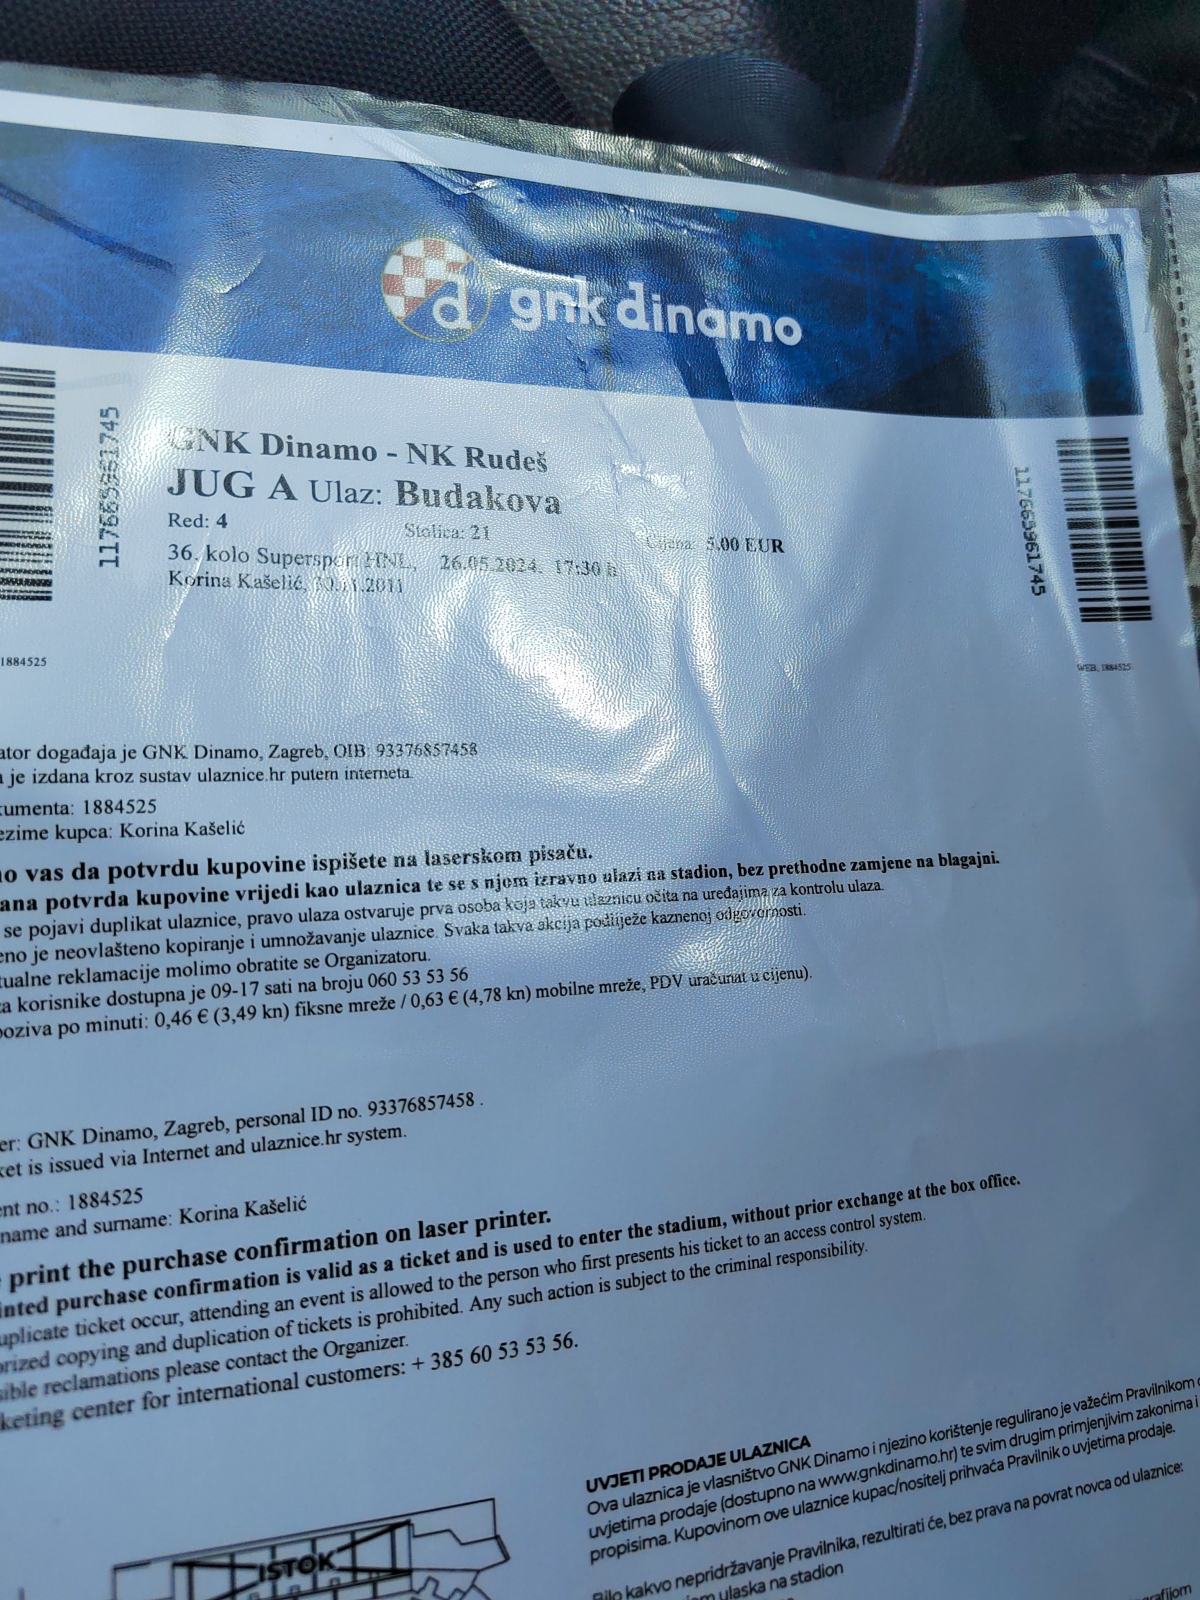 d gnk dinamo
GNK Dinamo - NK Rudeš
JUG A Ulaz: Budakova
Red: 4 Stolica: 21 Cijena: 5,00 EUR
36. kolo Supersport HNL, 26.05.2024. 17:30 h
Korina Kašelić, 11.2011
117665961745
117665961745
1884525
WEB, 1884525
ator događaja je GNK Dinamo, Zagreb, OIB: 93376857458
a je izdana kroz sustav ulaznice.hr putem interneta.
kumenta: 1884525
ezime kupca: Korina Kašelić
o vas da potvrdu kupovine ispišete na laserskom pisaču.
ana potvrda kupovine vrijedi kao ulaznica te se s njom izravno ulazi na stadion, bez prethodne zamjene na blagajni.
se pojavi duplikat ulaznice, pravo ulaza ostvaruje prva osoba koja takvu ulaznicu očita na uređajima za kontrolu ulaza.
eno je neovlašteno kopiranje i umnožavanje ulaznice. Svaka takva akcija podliježe kaznenoj odgovornosti.
tualne reklamacije molimo obratite se Organizatoru.
za korisnike dostupna je 09-17 sati na broju 060 53 53 56
poziva po minuti: 0,46 € (3,49 kn) fiksne mreže / 0,63 € (4,78 kn) mobilne mreže, PDV uračunat u cijenu).
er: GNK Dinamo, Zagreb, personal ID no. 93376857458 .
ket is issued via Internet and ulaznice.hr system.
ent no.: 1884525
name and surname: Korina Kašelić
print the purchase confirmation on laser printer.
inted purchase confirmation is valid as a ticket and is used to enter the stadium, without prior exchange at the box office.
uplicate ticket occur, attending an event is allowed to the person who first presents his ticket to an access control system.
orized copying and duplication of tickets is prohibited. Any such action is subject to the criminal responsibility.
sible reclamations please contact the Organizer.
keting center for international customers: + 385 60 53 53 56.
UVJETI PRODAJE ULAZNICA
Ova ulaznica je vlasništvo GNK Dinamo i njezino korištenje regulirano je važećim Pravilnikom o
uvjetima prodaje (dostupno na www.gnkdinamo.hr) te svim drugim primjenjivim zakonima i
propisima. Kupovinom ove ulaznice kupac/nositelj prihvaća Pravilnik o uvjetima prodaje.
Bilo kakvo nepridržavanje Pravilnika, rezultirati će, bez prava na povrat novca od ulaznice:
ulaska na stadion
grafijom
ISTOK